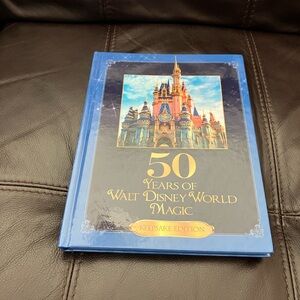 50
YEARS OF
WALT DISNEY WORLD
MAGIC
KEEPSAKE EDITION